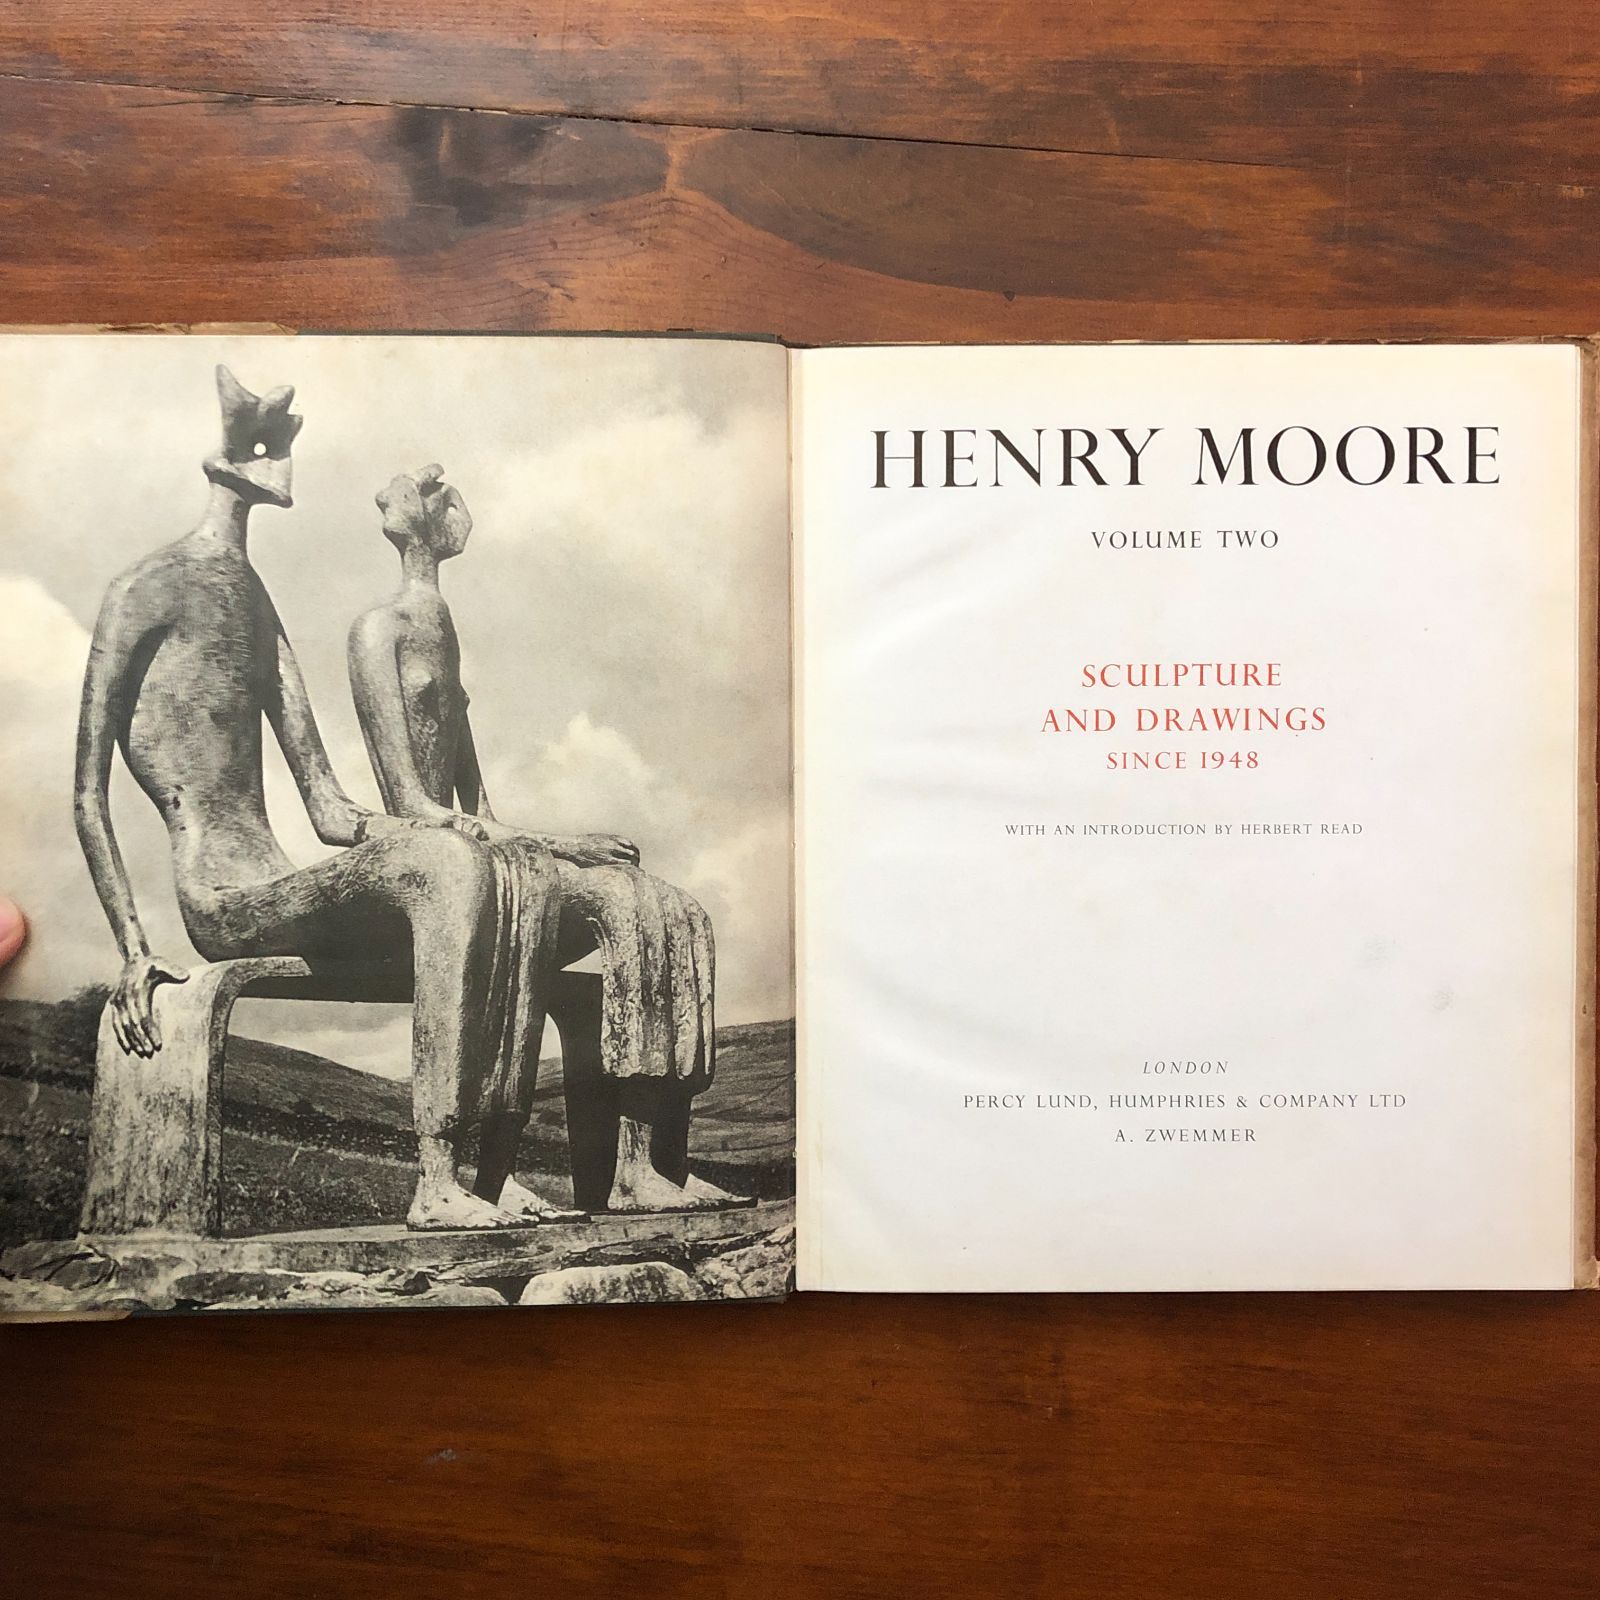 HENRY MOORE
VOLUME TWO
SCULPTURE
AND DRAWINGS
SINCE 1948
WITH AN INTRODUCTION BY HERBERT READ
LONDON
PERCY LUND, HUMPHRIES & COMPANY LTD
A. ZWEMMER